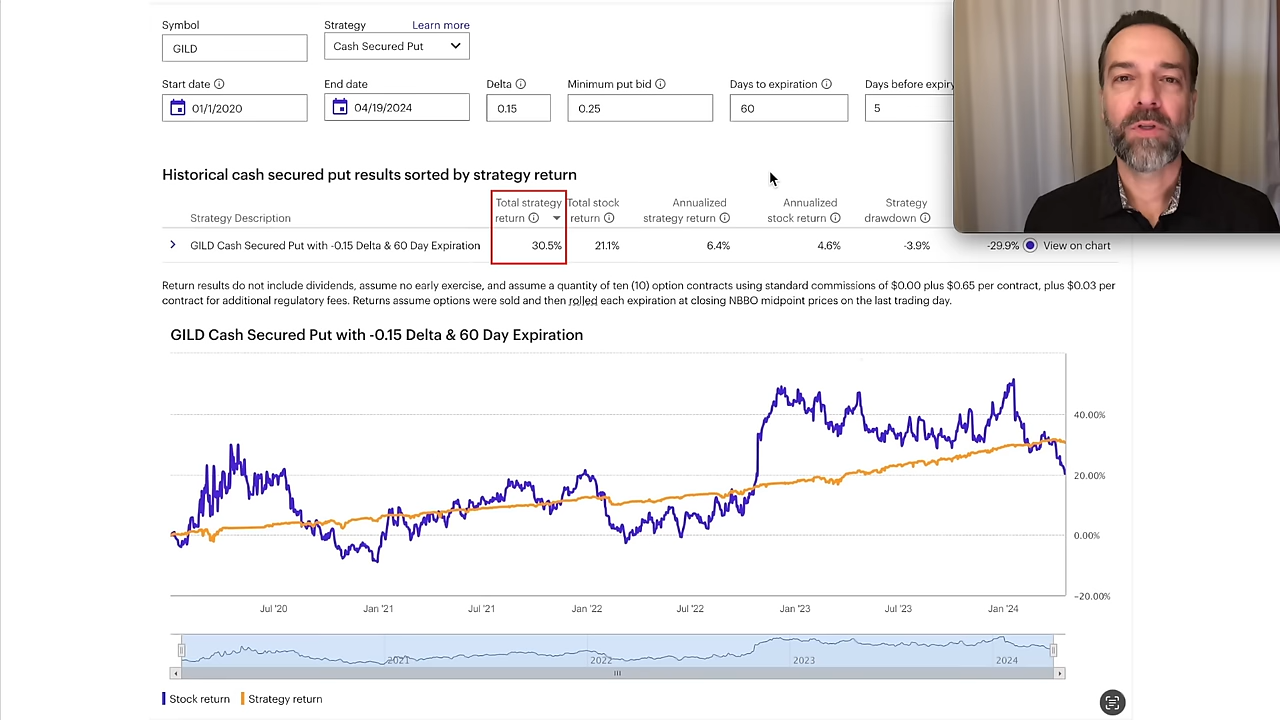 Symbol
Strategy
Learn more
GILD
Cash Secured Put
Start date
End date
Delta
Minimum put bid
Days to expiration
Days before expiry
01/1/2020
04/19/2024
0.15
0.25
60
5
Historical cash secured put results sorted by strategy return
Strategy Description
Total strategy
return
Total stock
return
Annualized
strategy return
Annualized
stock return
Strategy
drawdown
GILD Cash Secured Put with -0.15 Delta & 60 Day Expiration
30.5%
21.1%
6.4%
4.6%
-3.9%
-29.9%
View on chart
Return results do not include dividends, assume no early exercise, and assume a quantity of ten (10) option contracts using standard commissions of $0.00 plus $0.65 per contract, plus $0.03 per
contract for additional regulatory fees. Returns assume options were sold and then rolled each expiration at closing NBBO midpoint prices on the last trading day.
GILD Cash Secured Put with -0.15 Delta & 60 Day Expiration
40.00%
20.00%
0.00%
-20.00%
Jul '20
Jan '21
Jul '21
Jan '22
Jul '22
Jan '23
Jul '23
Jan '24
2021
2022
2023
2024
Stock return
Strategy return